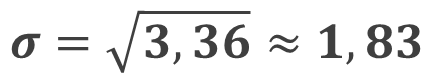 σ = √3,36 ≈ 1,83